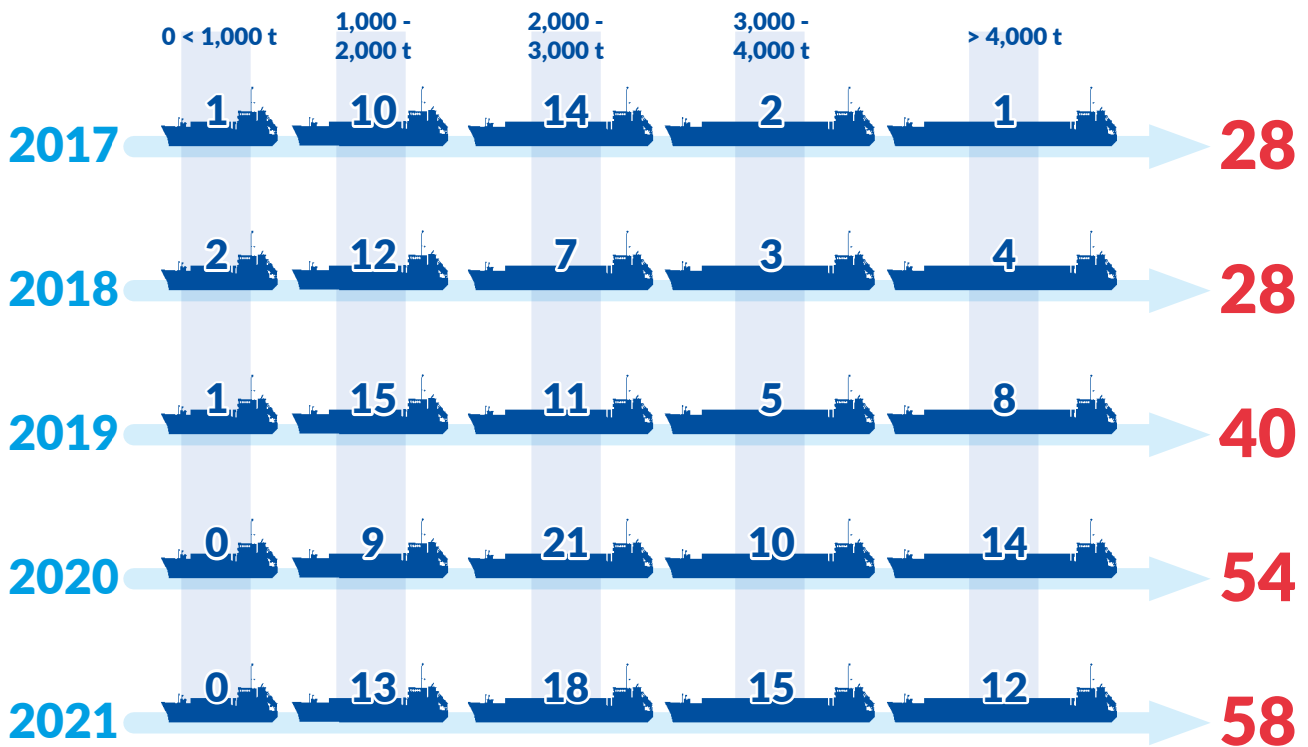 0 < 1,000 t
1,000 -
2,000 t
2,000 -
3,000 t
3,000 -
4,000 t
> 4,000 t
2017 1 10 14 2 1 28
2018 2 12 7 3 4 28
2019 1 15 11 5 8 40
2020 0 9 21 10 14 54
2021 0 13 18 15 12 58